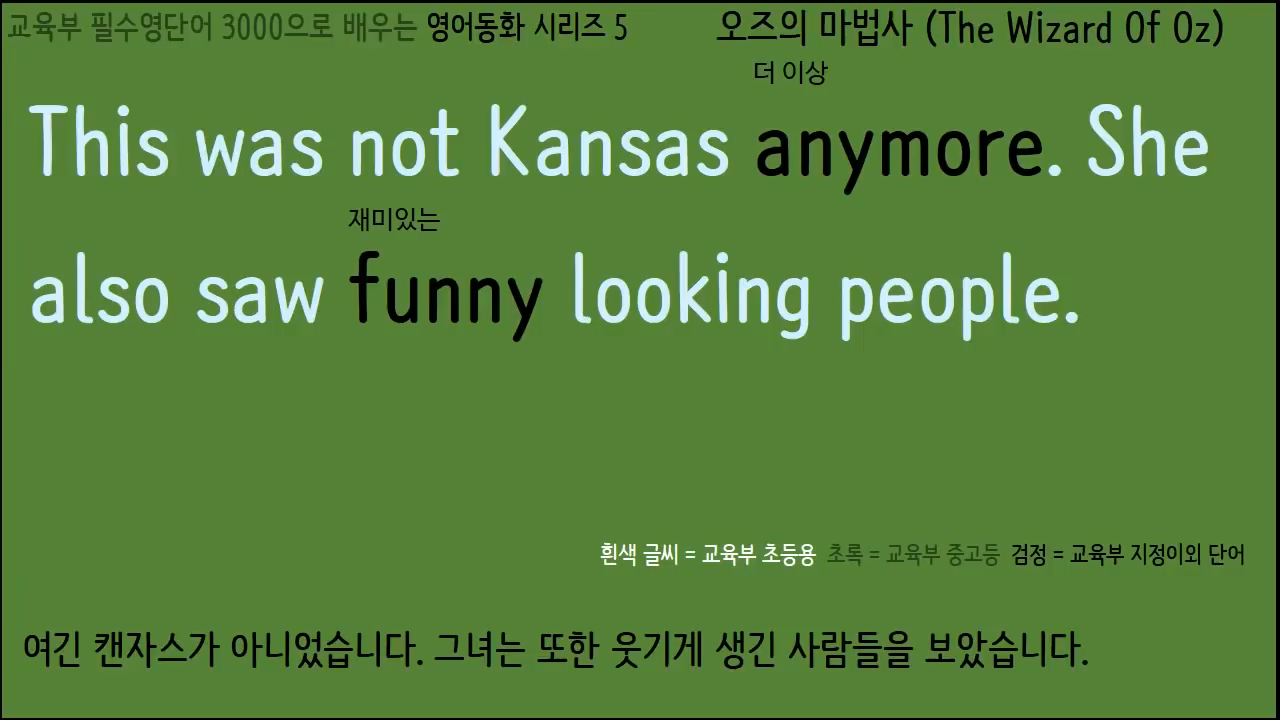 교육부 필수영단어 3000으로 배우는 영어동화 시리즈 5 오즈의 마법사 (The Wizard Of Oz)
더 이상
This was not Kansas anymore. She
재미있는
also saw funny looking people.
흰색 글씨 = 교육부 초등용 초록 = 교육부 중고등 검정 = 교육부 지정이외 단어
여긴 캔자스가 아니었습니다. 그녀는 또한 웃기게 생긴 사람들을 보았습니다.